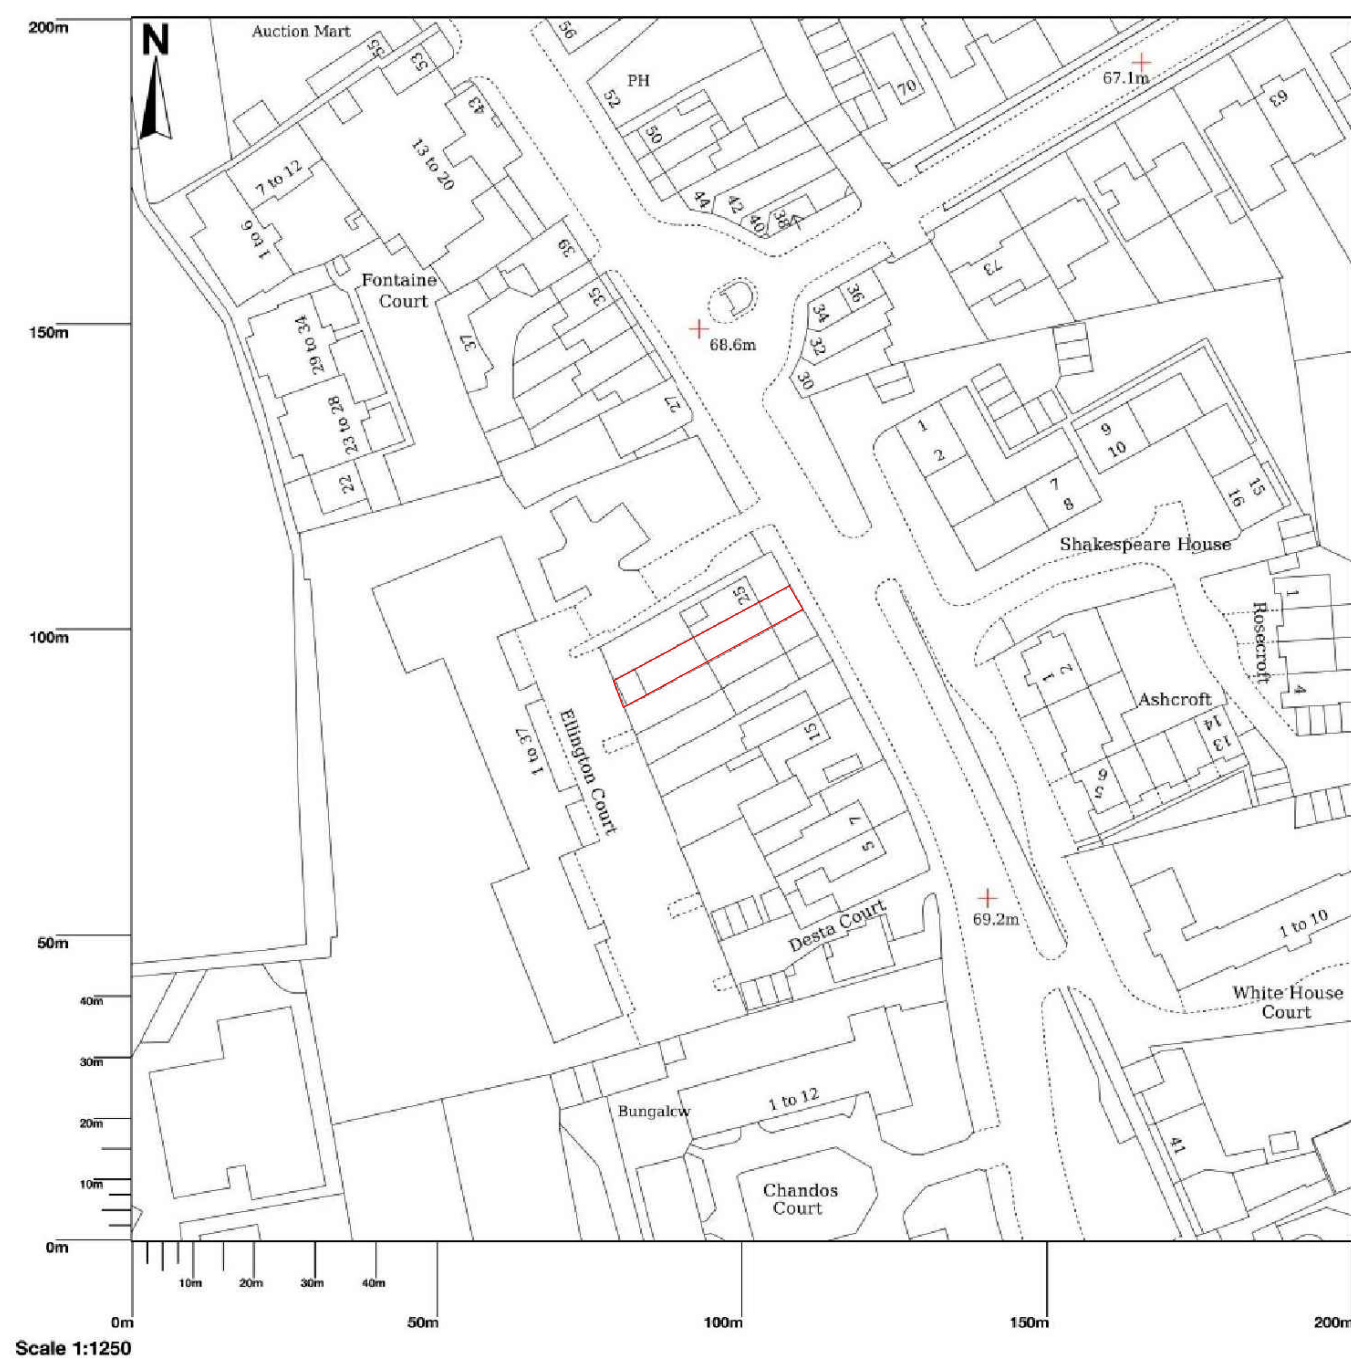 200m
N
Auction Mart
55
53
56
PH
52
70
67.1m
63
43
50
13 to 20
7 to 12
1 to 6
44
42
40
38
39
73
Fontaine
Court
35
36
34
32
30
37
150m
68.6m
29 to 34
27
23 to 28
22
1
2
9
10
7
8
15
16
Shakespeare House
100m
25
1
Rosecroft
4
2
1
Ashcroft
14
13
6
5
Ellington Court
1 to 37
15
7
5
Desta Court
69.2m
1 to 10
50m
40m
White House
Court
30m
20m
Bungalow
1 to 12
41
10m
Chandos
Court
0m
10m
20m
30m
40m
0m
50m
100m
150m
200m
Scale 1:1250